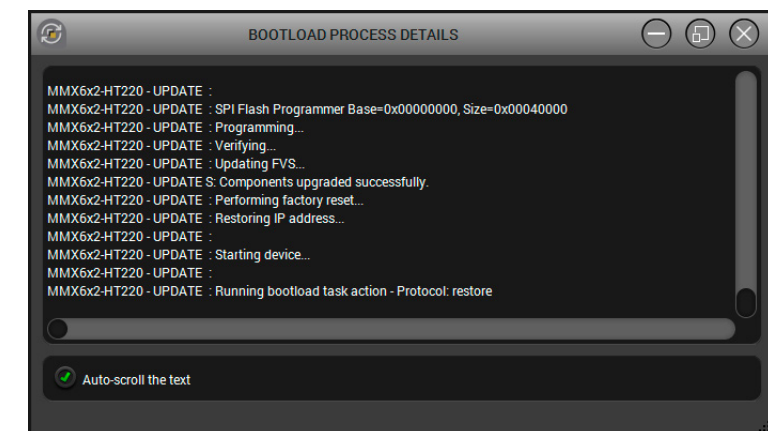 BOOTLOAD PROCESS DETAILS
MMX6x2-HT220 - UPDATE :
MMX6x2-HT220 - UPDATE : SPI Flash Programmer Base=0x00000000, Size=0x00040000
MMX6x2-HT220 - UPDATE : Programming...
MMX6x2-HT220 - UPDATE : Verifying...
MMX6x2-HT220 - UPDATE : Updating FVS...
MMX6x2-HT220 - UPDATE S: Components upgraded successfully.
MMX6x2-HT220 - UPDATE : Performing factory reset...
MMX6x2-HT220 - UPDATE : Restoring IP address...
MMX6x2-HT220 - UPDATE :
MMX6x2-HT220 - UPDATE : Starting device...
MMX6x2-HT220 - UPDATE :
MMX6x2-HT220 - UPDATE : Running bootload task action - Protocol: restore
Auto-scroll the text